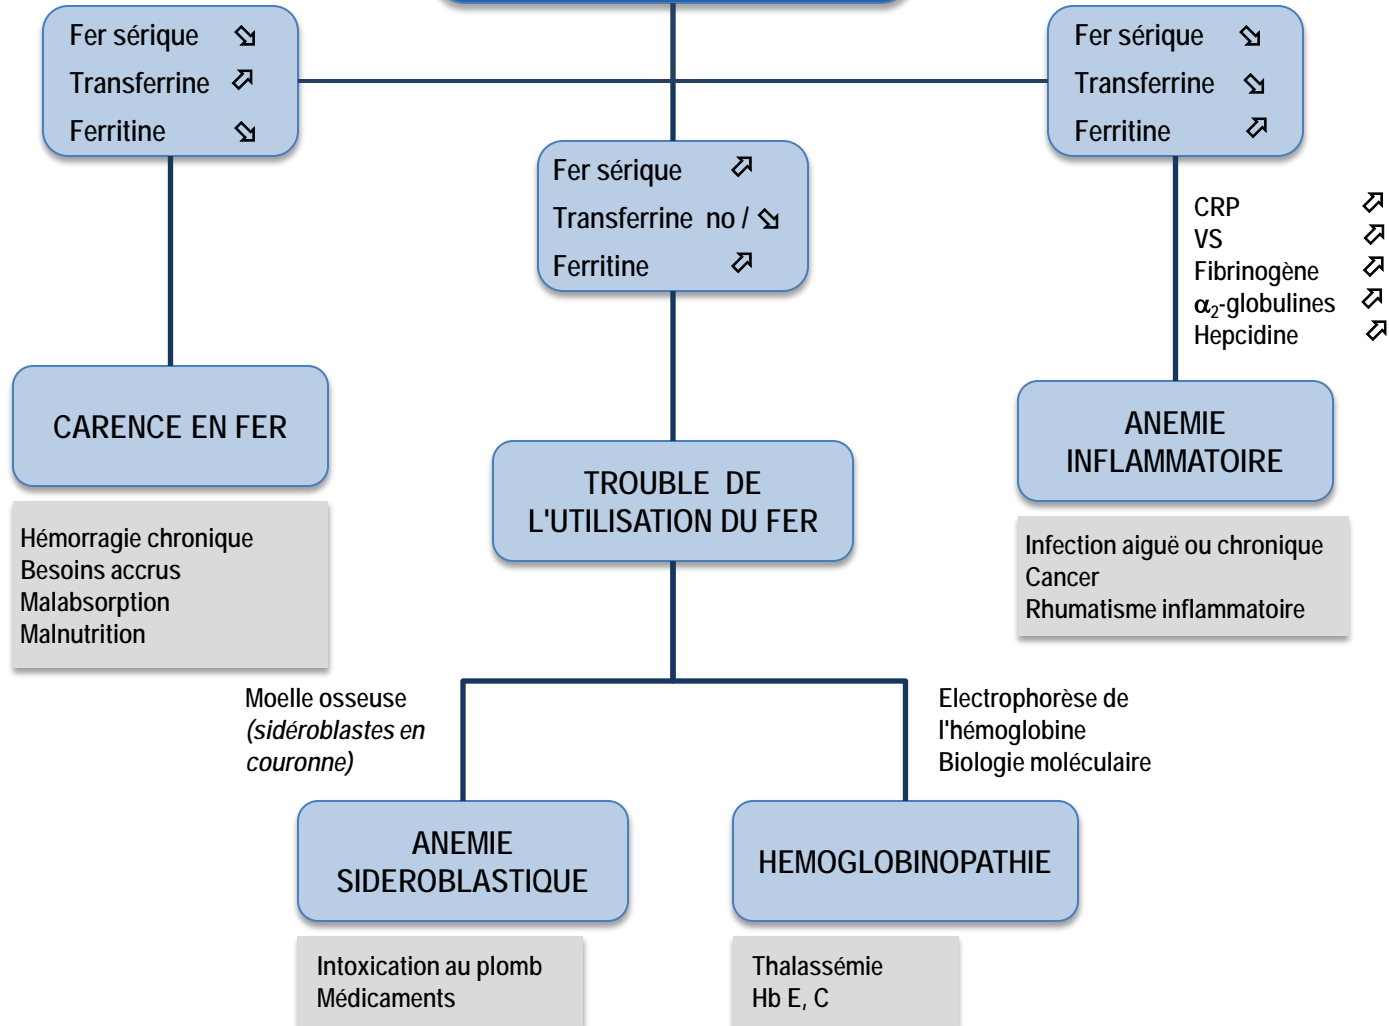 Fer sérique ⬂
Transferrine ⬀
Ferritine ⬂
Fer sérique ⬂
Transferrine ⬂
Ferritine ⬀
Fer sérique ⬀
Transferrine no / ⬂
Ferritine ⬀
CRP ⬀
VS ⬀
Fibrinogène ⬀
α₂-globulines ⬀
Hepcidine ⬀
CARENCE EN FER
Hémorragie chronique
Besoins accrus
Malabsorption
Malnutrition
TROUBLE DE
L'UTILISATION DU FER
ANEMIE
INFLAMMATOIRE
Infection aiguë ou chronique
Cancer
Rhumatisme inflammatoire
Moelle osseuse
(sidéroblastes en
couronne)
Electrophorèse de
l'hémoglobine
Biologie moléculaire
ANEMIE
SIDEROBLASTIQUE
HEMOGLOBINOPATHIE
Intoxication au plomb
Médicaments
Thalassémie
Hb E, C